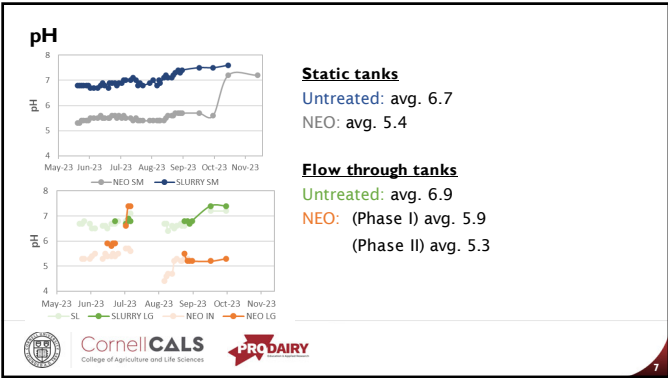 pH
8
7
6
5
4
pH
May-23 Jun-23 Jul-23 Aug-23 Sep-23 Oct-23 Nov-23
NEO SM SLURRY SM
8
7
6
5
4
pH
May-23 Jun-23 Jul-23 Aug-23 Sep-23 Oct-23 Nov-23
SL SLURRY LG NEO IN NEO LG
Static tanks
Untreated: avg. 6.7
NEO: avg. 5.4
Flow through tanks
Untreated: avg. 6.9
NEO: (Phase I) avg. 5.9
(Phase II) avg. 5.3
CornellCALS
College of Agriculture and Life Sciences
PRODAIRY
7